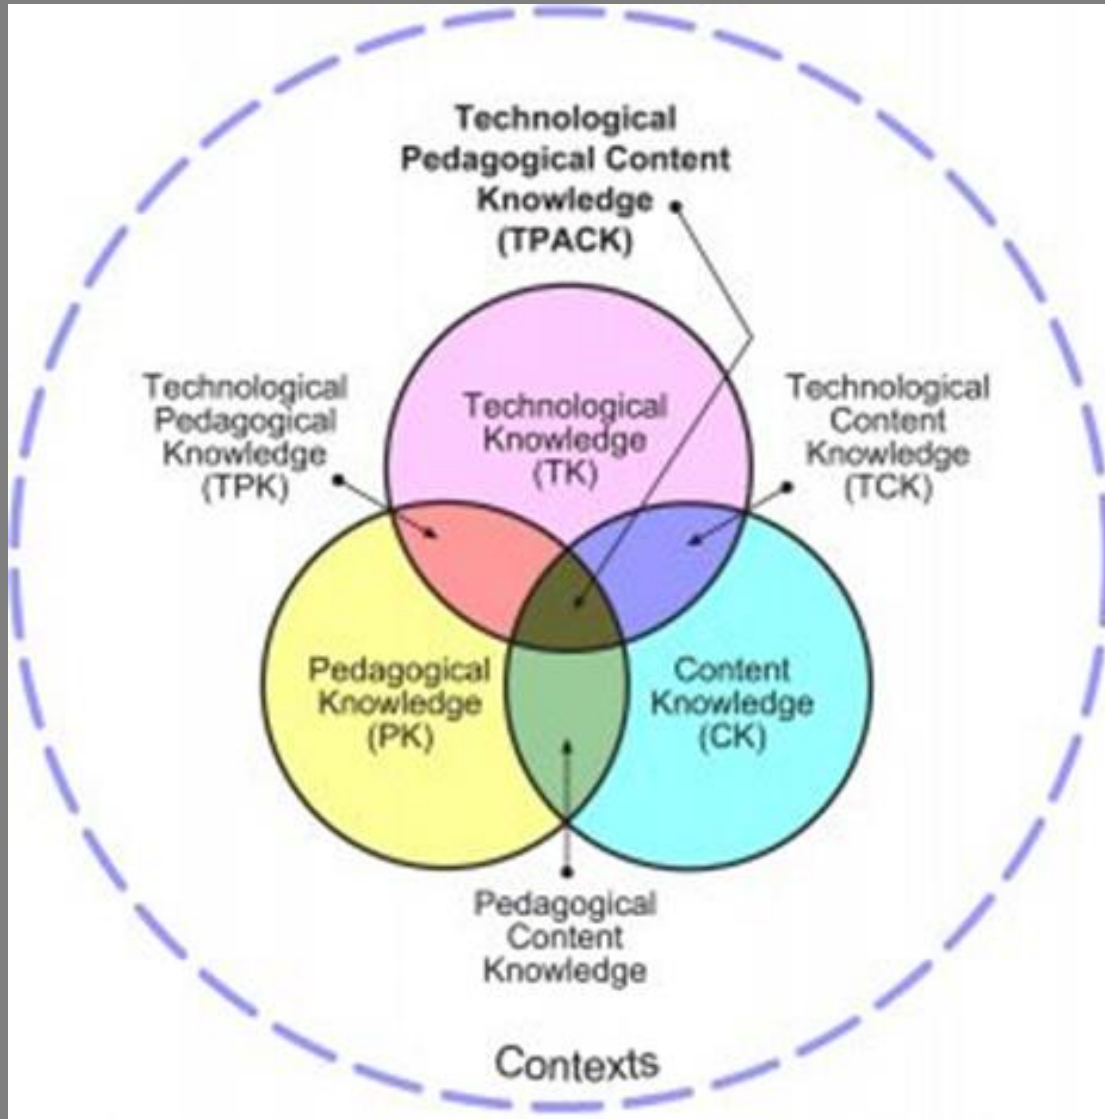 Technological
Pedagogical Content
Knowledge
(TPACK)
Technological
Pedagogical
Knowledge
(TPK)
Technological
Knowledge
(TK)
Technological
Content
Knowledge
(TCK)
Pedagogical
Knowledge
(PK)
Content
Knowledge
(CK)
Pedagogical
Content
Knowledge
Contexts